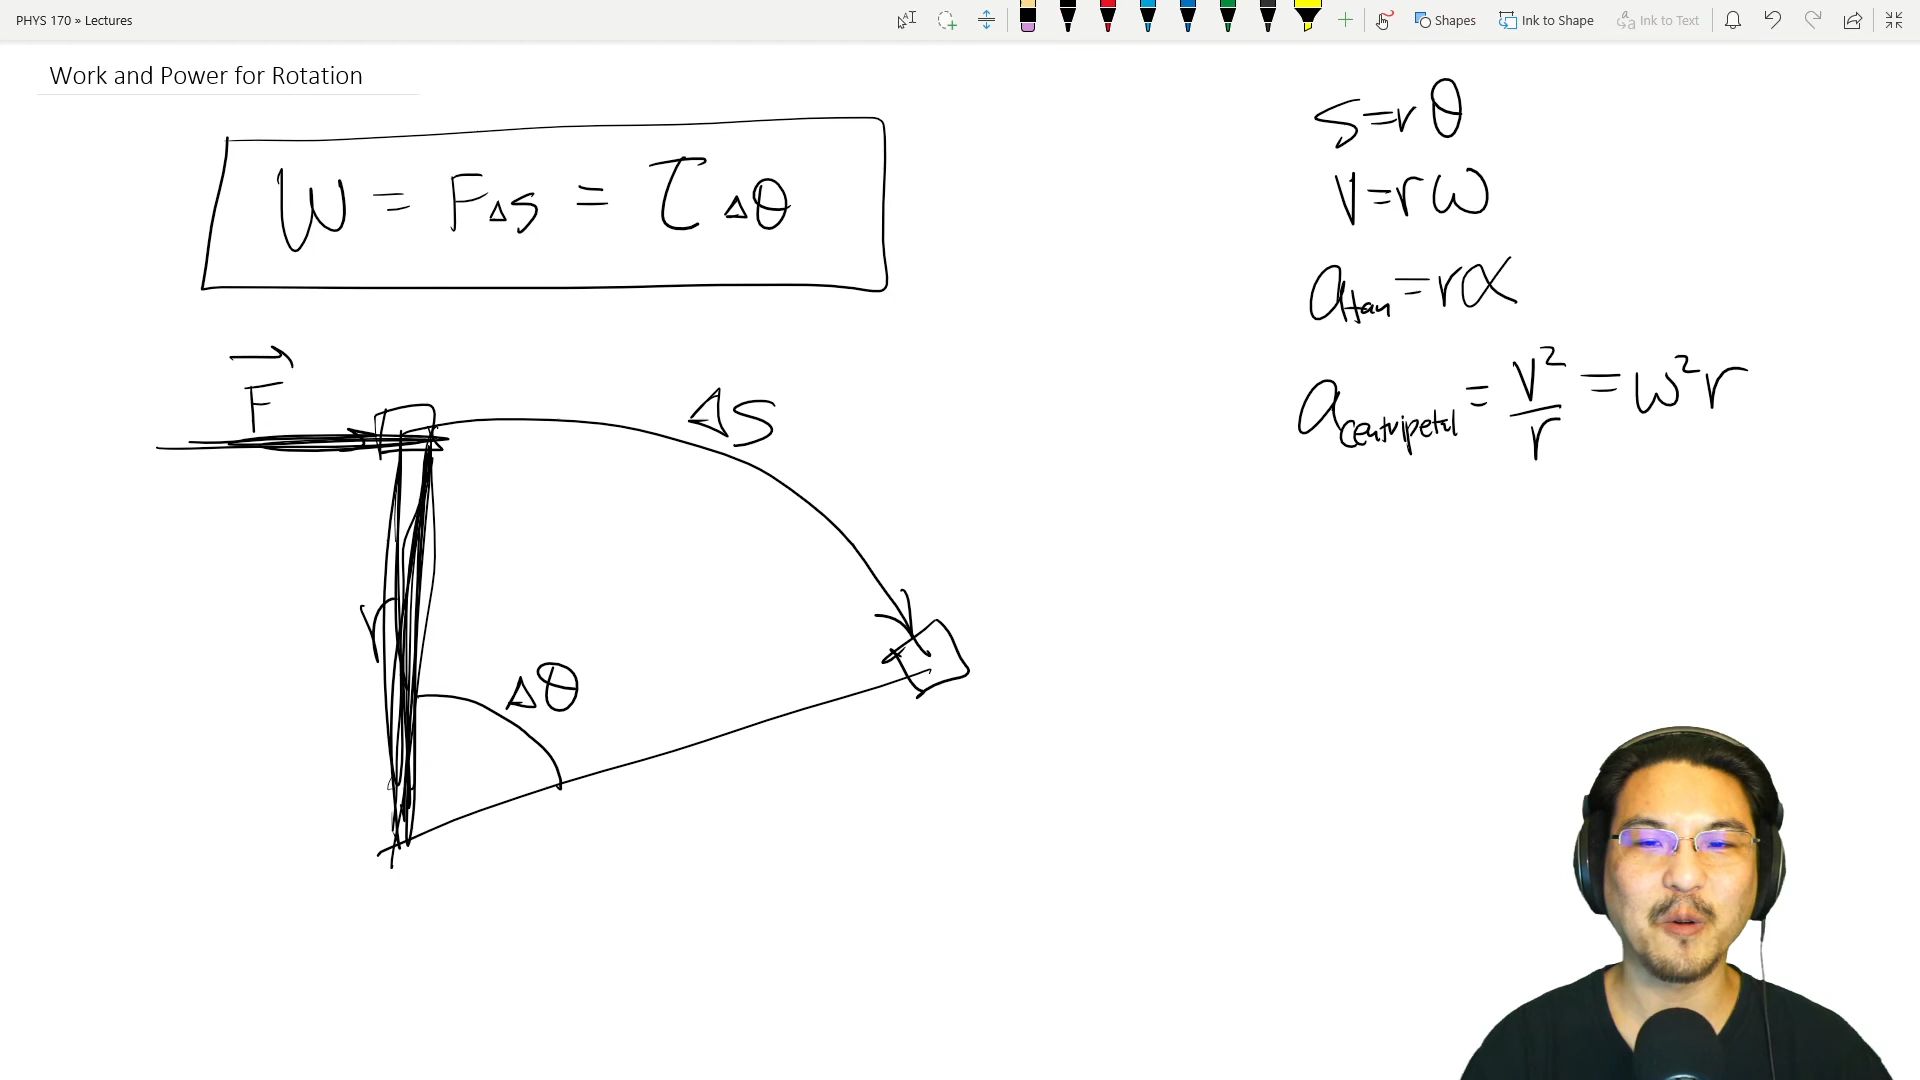 PHYS 170 » Lectures
Shapes
Ink to Shape
Ink to Text
Work and Power for Rotation
W = FΔs = τΔθ
s=rθ
v=rω
a_tan=rα
a_centripetal = v²/r = ω²r
F⃗
Δs
r
Δθ